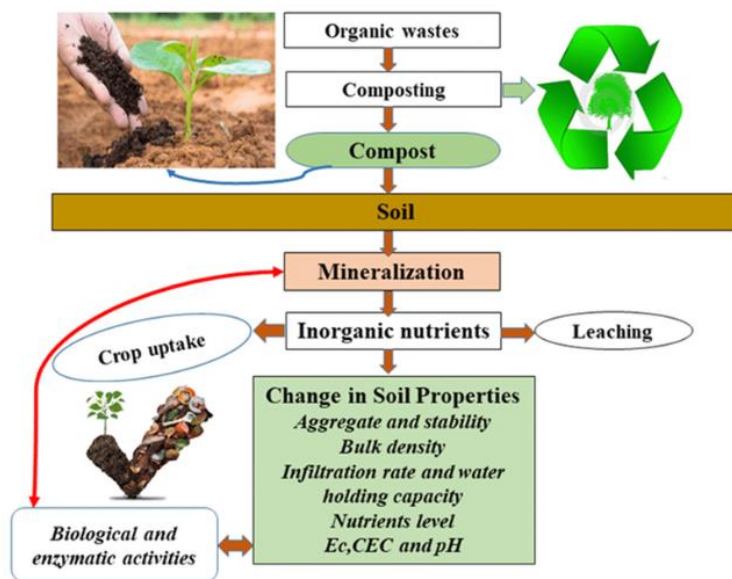 Organic wastes
Composting
Compost
Soil
Mineralization
Inorganic nutrients
Crop uptake
Leaching
Change in Soil Properties
Aggregate and stability
Bulk density
Infiltration rate and water
holding capacity
Nutrients level
Ec,CEC and pH
Biological and
enzymatic activities